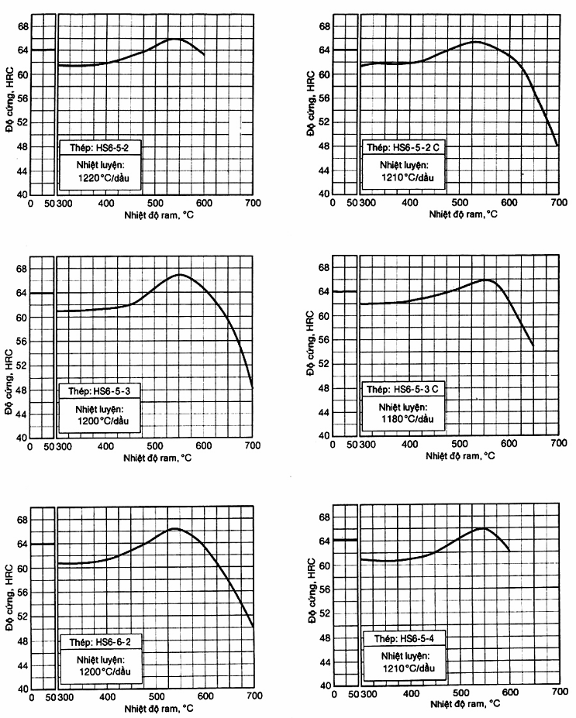 Độ cứng, HRC
68
64
60
56
52
48
44
40
Thép: HS6-5-2
Nhiệt luyện:
1220°C/dầu
0 50 300 400 500 600 700
Nhiệt độ ram, °C
Độ cứng, HRC
68
64
60
56
52
48
44
40
Thép: HS6-5-2 C
Nhiệt luyện:
1210°C/dầu
0 50 300 400 500 600 700
Nhiệt độ ram, °C
Độ cứng, HRC
68
64
60
56
52
48
44
40
Thép: HS6-5-3
Nhiệt luyện:
1200°C/dầu
0 50 300 400 500 600 700
Nhiệt độ ram, °C
Độ cứng, HRC
68
64
60
56
52
48
44
40
Thép: HS6-5-3 C
Nhiệt luyện:
1180°C/dầu
0 50 300 400 500 600 700
Nhiệt độ ram, °C
Độ cứng, HRC
68
64
60
56
52
48
44
40
Thép: HS6-6-2
Nhiệt luyện:
1200°C/dầu
0 50 300 400 500 600 700
Nhiệt độ ram, °C
Độ cứng, HRC
68
64
60
56
52
48
44
40
Thép: HS6-5-4
Nhiệt luyện:
1210°C/dầu
0 50 300 400 500 600 700
Nhiệt độ ram, °C